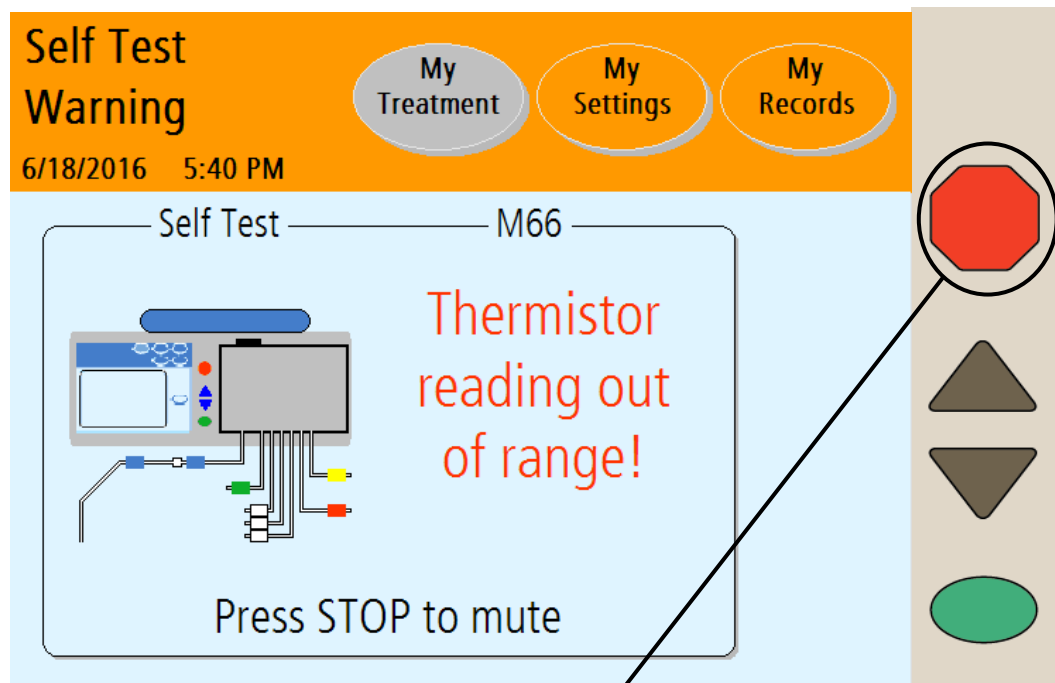 Self Test
Warning
6/18/2016 5:40 PM
My
Treatment
My
Settings
My
Records
Self Test
M66
Thermistor
reading out
of range!
Press STOP to mute